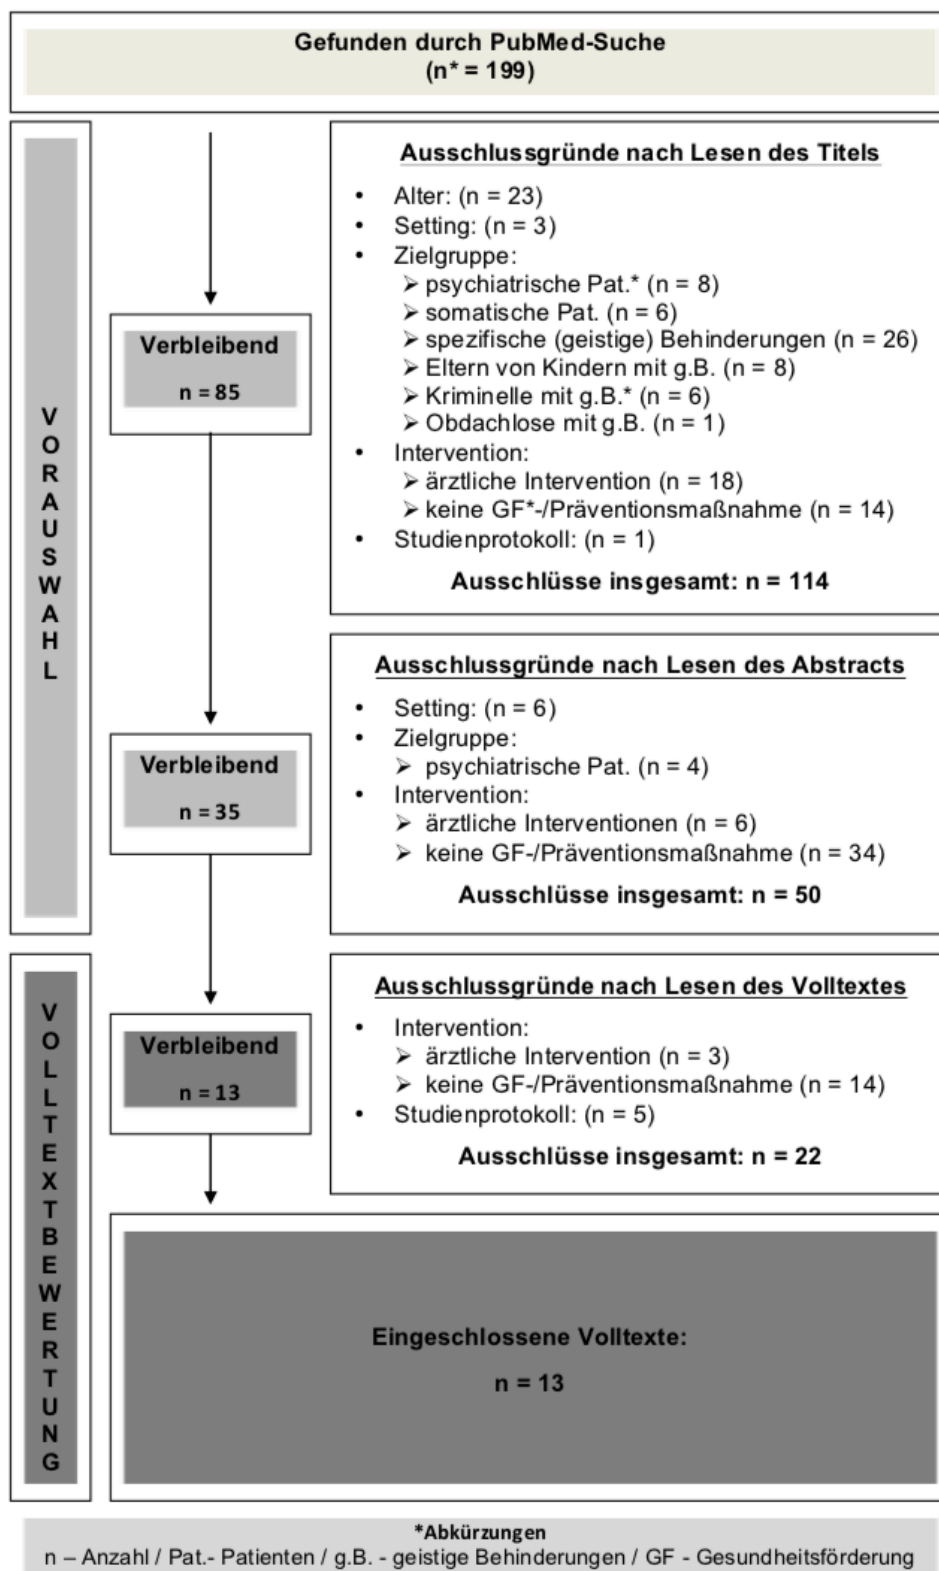 Gefunden durch PubMed-Suche
(n* = 199)
VORAUSWAHL
Ausschlussgründe nach Lesen des Titels
• Alter: (n = 23)
• Setting: (n = 3)
• Zielgruppe:
➢ psychiatrische Pat.* (n = 8)
➢ somatische Pat. (n = 6)
➢ spezifische (geistige) Behinderungen (n = 26)
➢ Eltern von Kindern mit g.B. (n = 8)
➢ Kriminelle mit g.B.* (n = 6)
➢ Obdachlose mit g.B. (n = 1)
• Intervention:
➢ ärztliche Intervention (n = 18)
➢ keine GF*-/Präventionsmaßnahme (n = 14)
• Studienprotokoll: (n = 1)
Ausschlüsse insgesamt: n = 114
Verbleibend
n = 85
Ausschlussgründe nach Lesen des Abstracts
• Setting: (n = 6)
• Zielgruppe:
➢ psychiatrische Pat. (n = 4)
• Intervention:
➢ ärztliche Interventionen (n = 6)
➢ keine GF-/Präventionsmaßnahme (n = 34)
Ausschlüsse insgesamt: n = 50
Verbleibend
n = 35
VOLLTEXTBEWERTUNG
Ausschlussgründe nach Lesen des Volltextes
• Intervention:
➢ ärztliche Intervention (n = 3)
➢ keine GF-/Präventionsmaßnahme (n = 14)
• Studienprotokoll: (n = 5)
Ausschlüsse insgesamt: n = 22
Verbleibend
n = 13
Eingeschlossene Volltexte:
n = 13
*Abkürzungen
n – Anzahl / Pat.- Patienten / g.B. - geistige Behinderungen / GF - Gesundheitsförderung